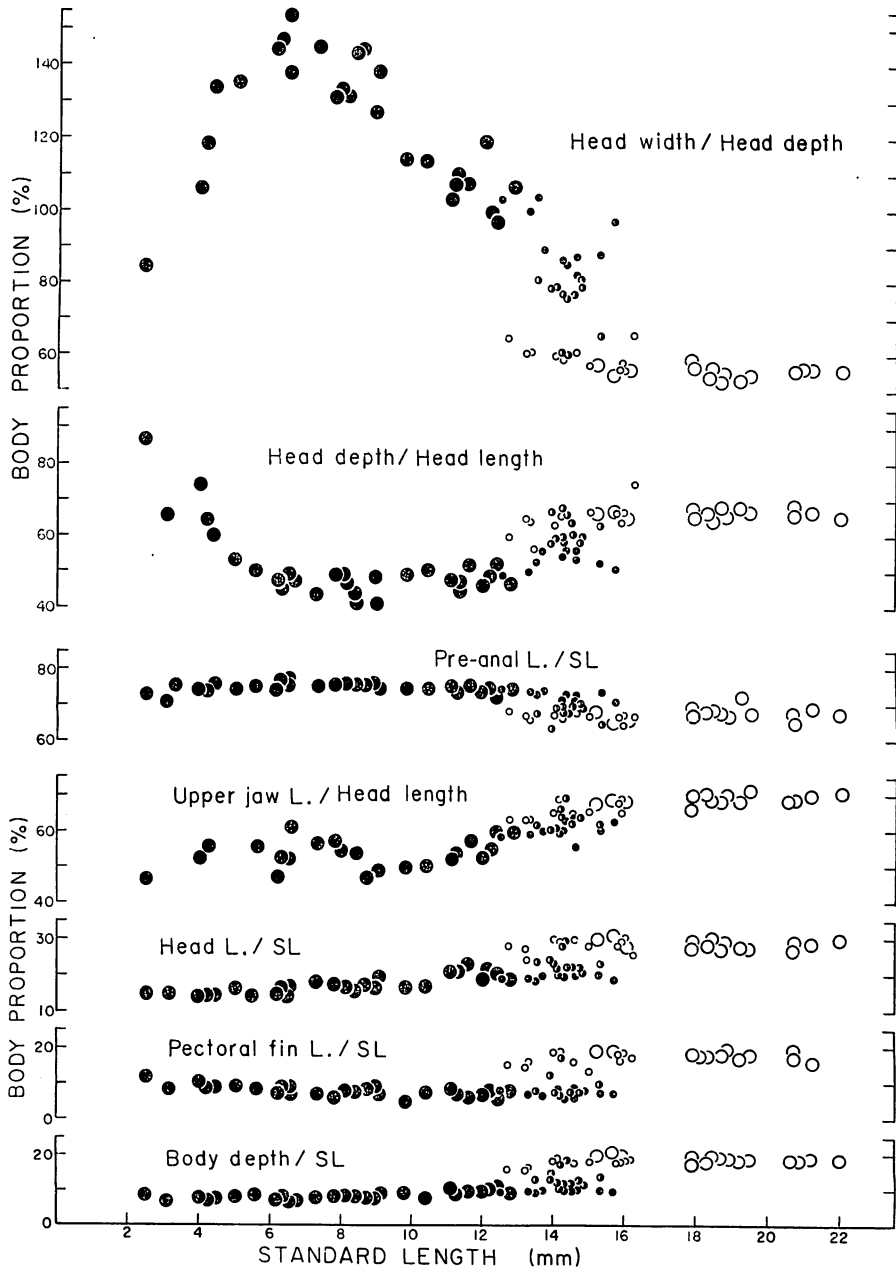 140
120
100
80
60
Head width / Head depth
BODY PROPORTION (%)
80
60
40
Head depth / Head length
80
60
Pre-anal L. / SL
60
40
Upper jaw L. / Head length
30
10
Head L. / SL
20
0
Pectoral fin L. / SL
20
0
Body depth / SL
BODY PROPORTION (%)
2 4 6 8 10 12 14 16 18 20 22
STANDARD LENGTH (mm)